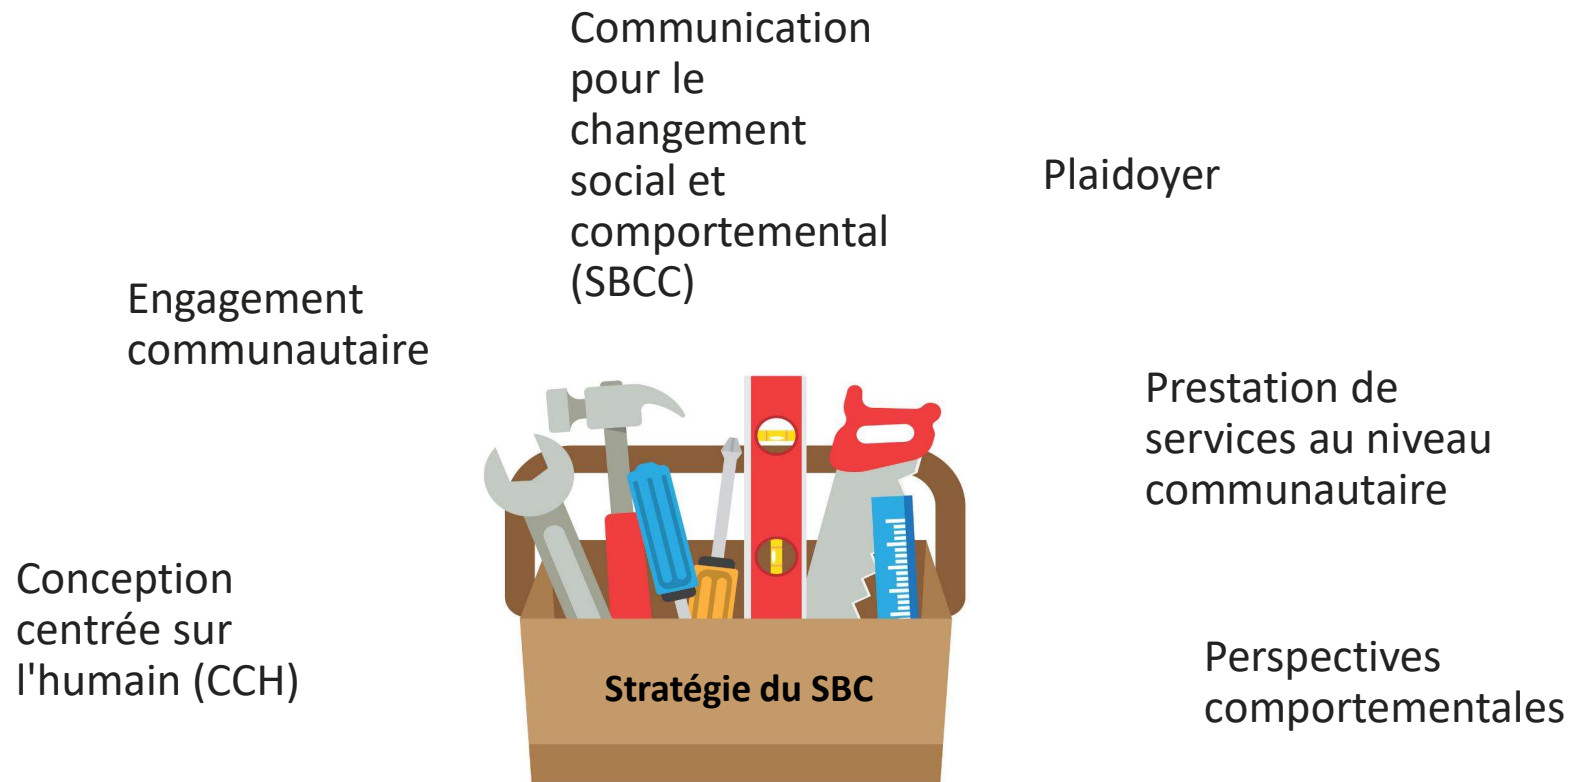 Communication
pour le
changement
social et
comportemental
(SBCC)
Plaidoyer
Engagement
communautaire
Prestation de
services au niveau
communautaire
Conception
centrée sur
l'humain (CCH)
Perspectives
comportementales
Stratégie du SBC